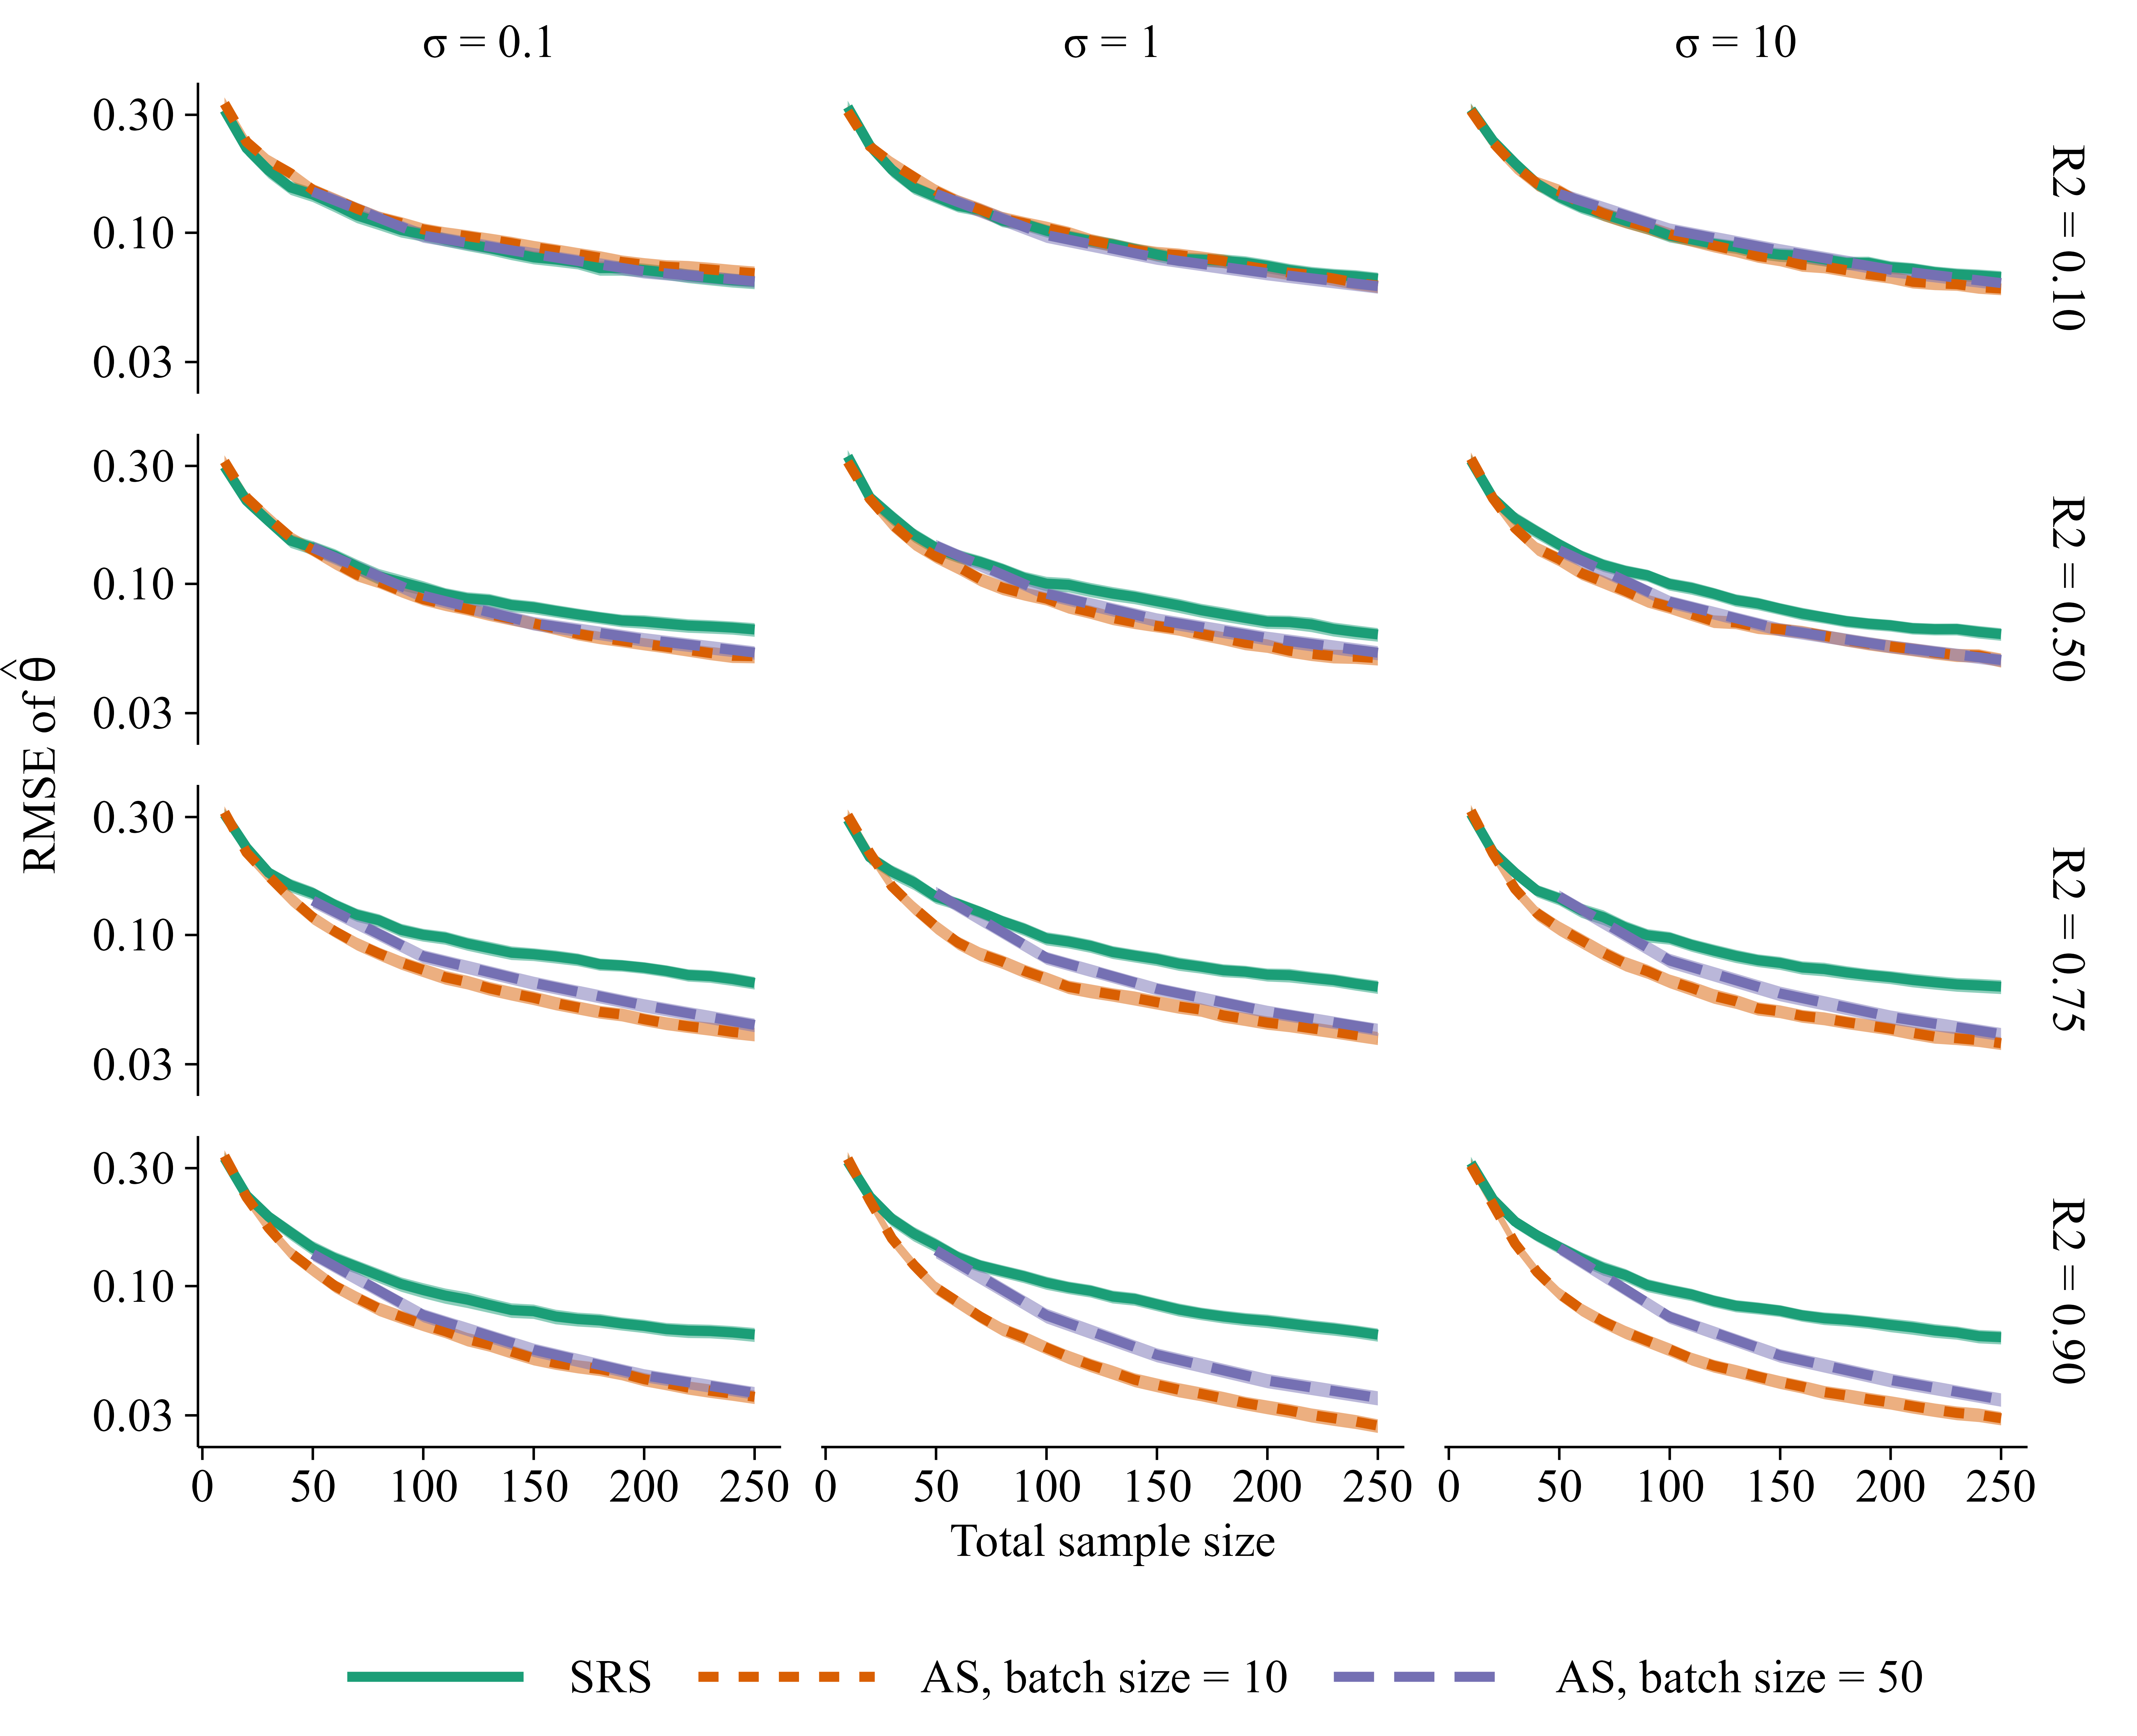 σ = 0.1 σ = 1 σ = 10
0.30
0.10
0.03
R2 = 0.10
0.30
0.10
0.03
R2 = 0.50
RMSE of θ̂
0.30
0.10
0.03
R2 = 0.75
0.30
0.10
0.03
R2 = 0.90
0 50 100 150 200 250 0 50 100 150 200 250 0 50 100 150 200 250
Total sample size
SRS AS, batch size = 10 AS, batch size = 50